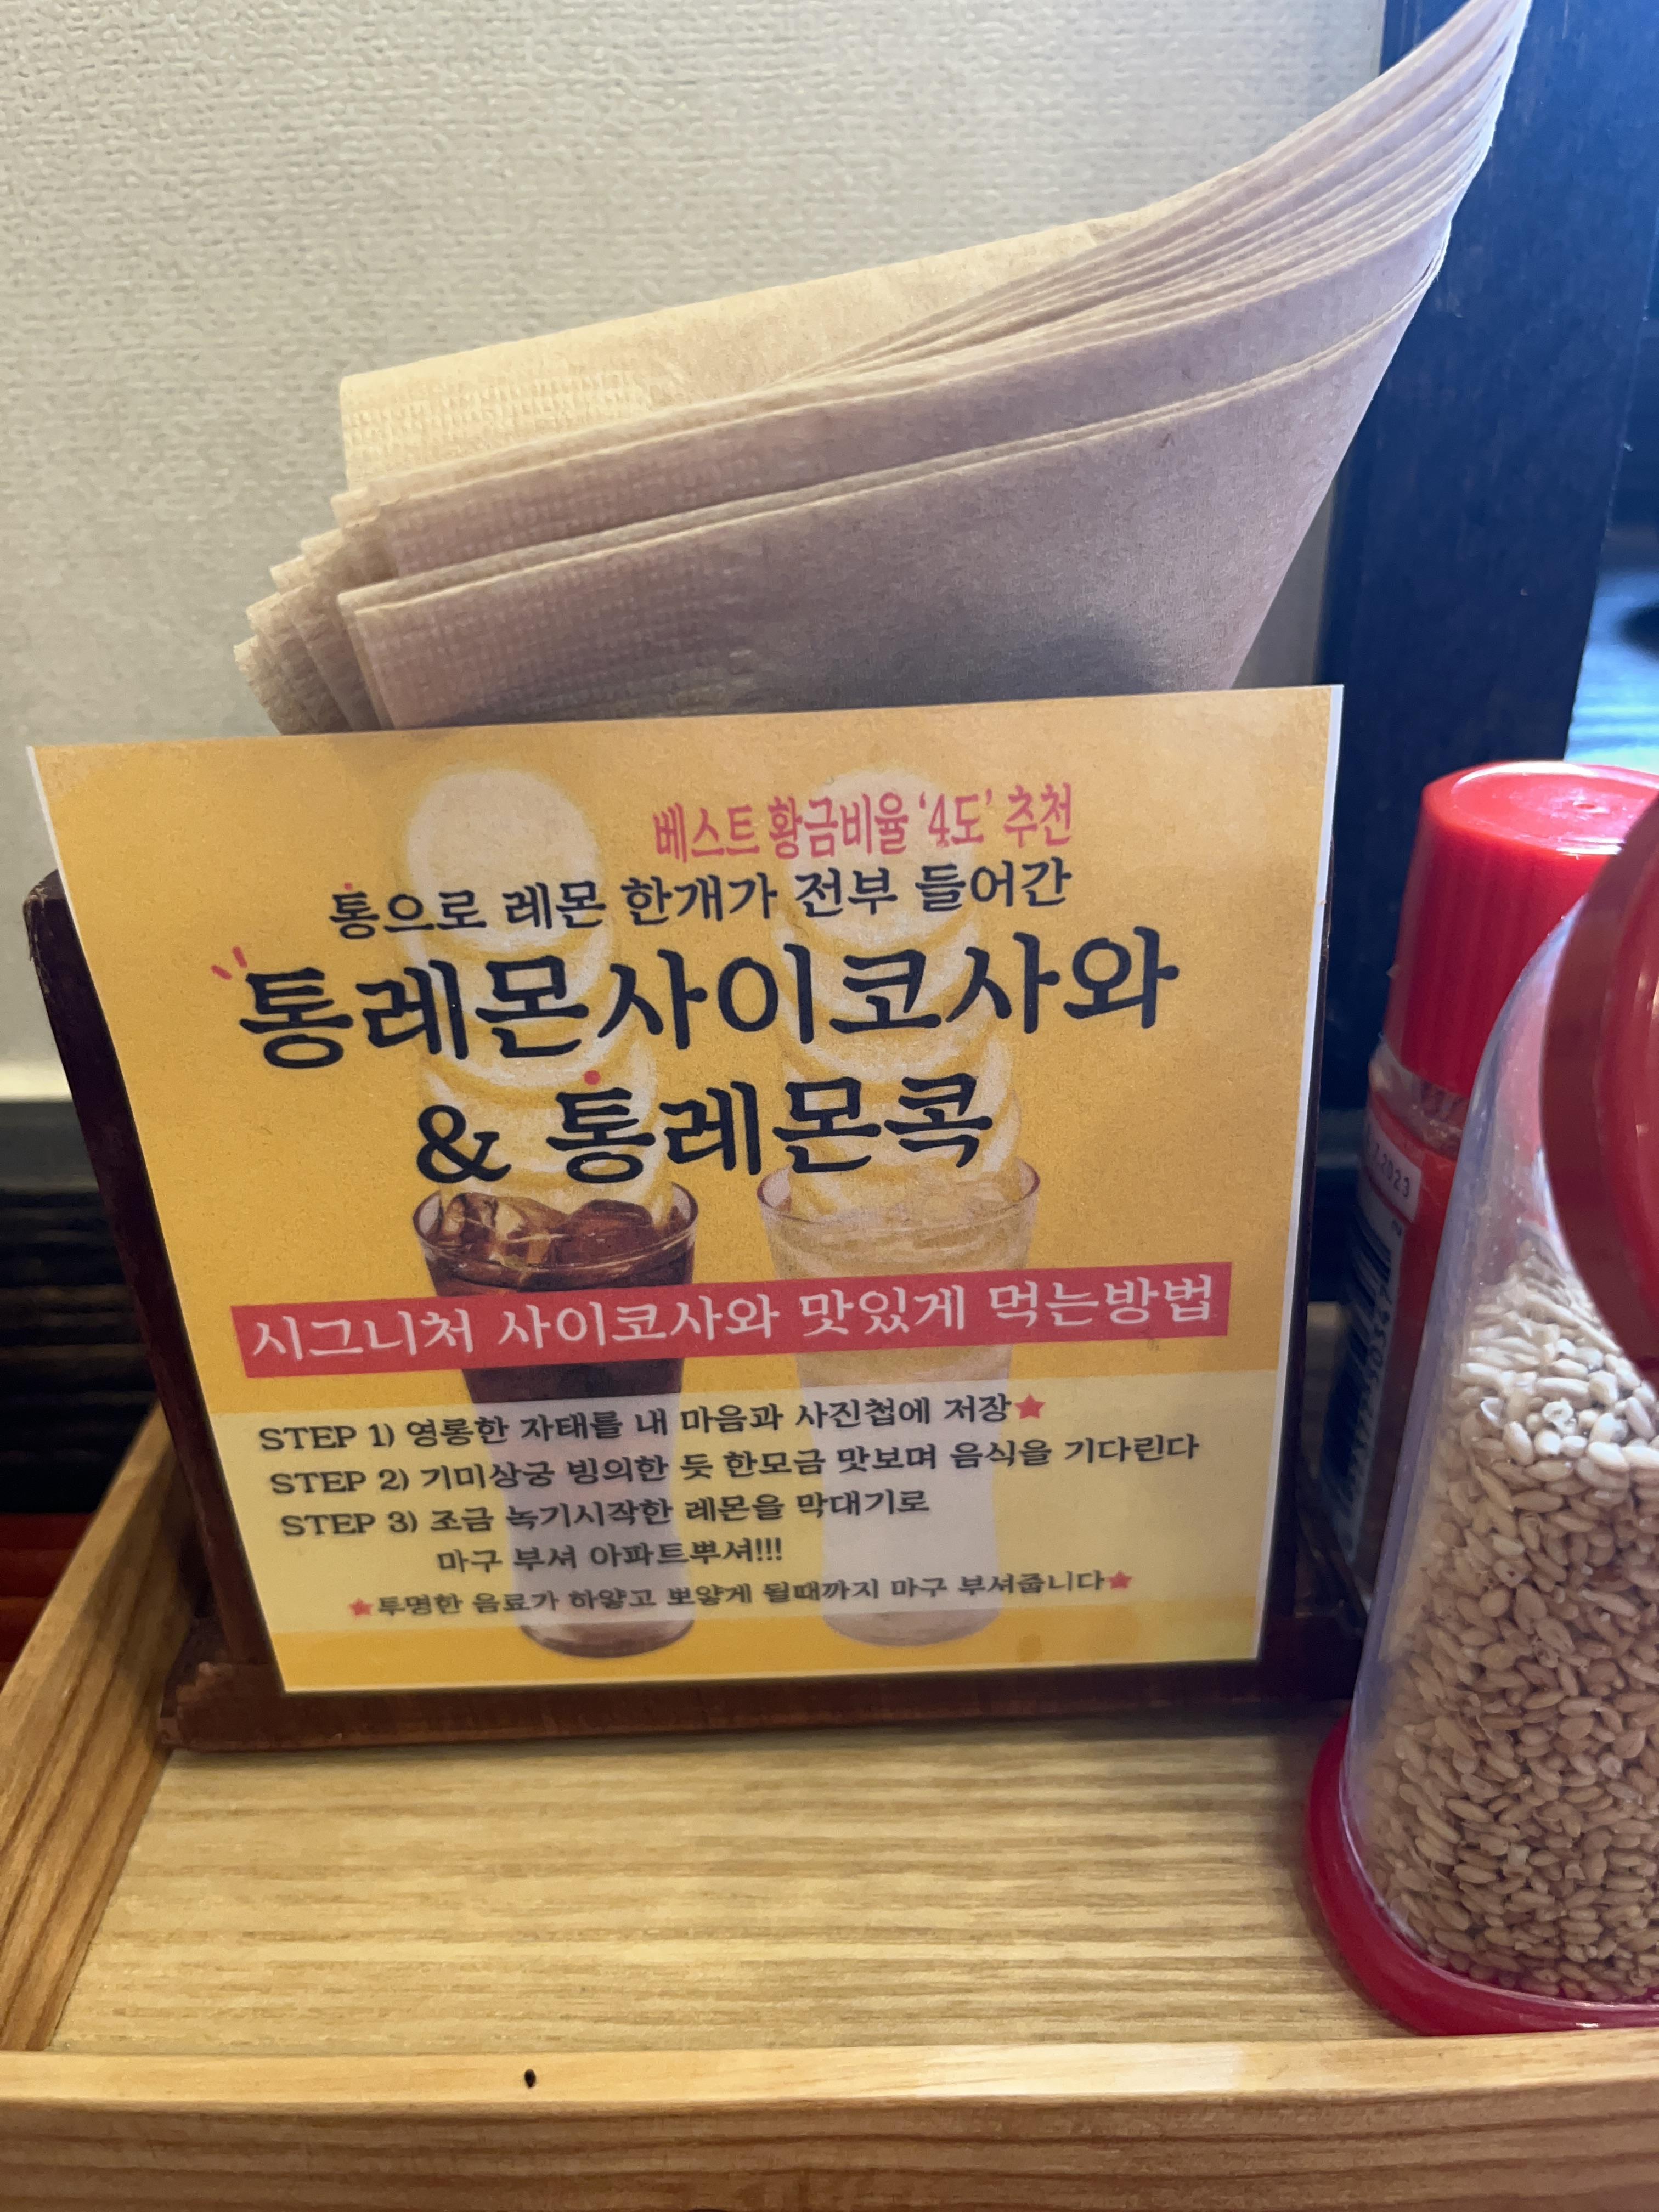 베스트 황금비율 '4도' 추천
통으로 레몬 한개가 전부 들어간
통레몬사이코사와
& 통레몬콕
시그니처 사이코사와 맛있게 먹는방법
STEP 1) 영롱한 자태를 내 마음과 사진첩에 저장★
STEP 2) 기미상궁 빙의한 듯 한모금 맛보며 음식을 기다린다
STEP 3) 조금 녹기시작한 레몬을 막대기로
마구 부셔 아파트뿌셔!!!
★투명한 음료가 하얗고 뽀얗게 될때까지 마구 부셔줍니다★